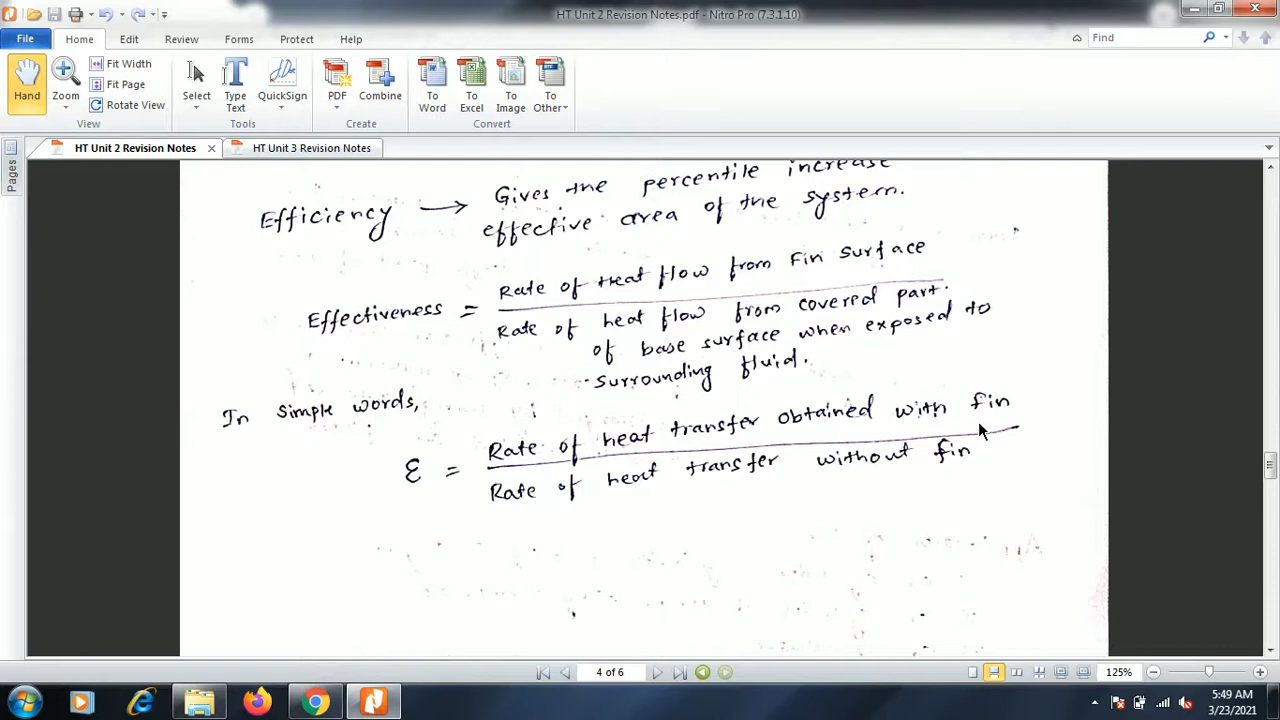 HT Unit 2 Revision Notes.pdf - Nitro Pro (7.3.1.10)
File Home Edit Review Forms Protect Help Find
Hand Zoom Fit Width Fit Page Rotate View Select Type Text QuickSign PDF Combine To Word To Excel To Image To Other
View Tools Create Convert
HT Unit 2 Revision Notes HT Unit 3 Revision Notes
Pages
Gives the percentile increase
Efficiency → effective area of the system.
Rate of Heat flow from Fin surface
Effectiveness =
Rate of heat flow from covered part.
of base surface when exposed to
surrounding fluid.
In simple words,
Rate of heat transfer obtained with fin
ε =
Rate of heat transfer without fin
4 of 6 125%
5:49 AM
3/23/2021